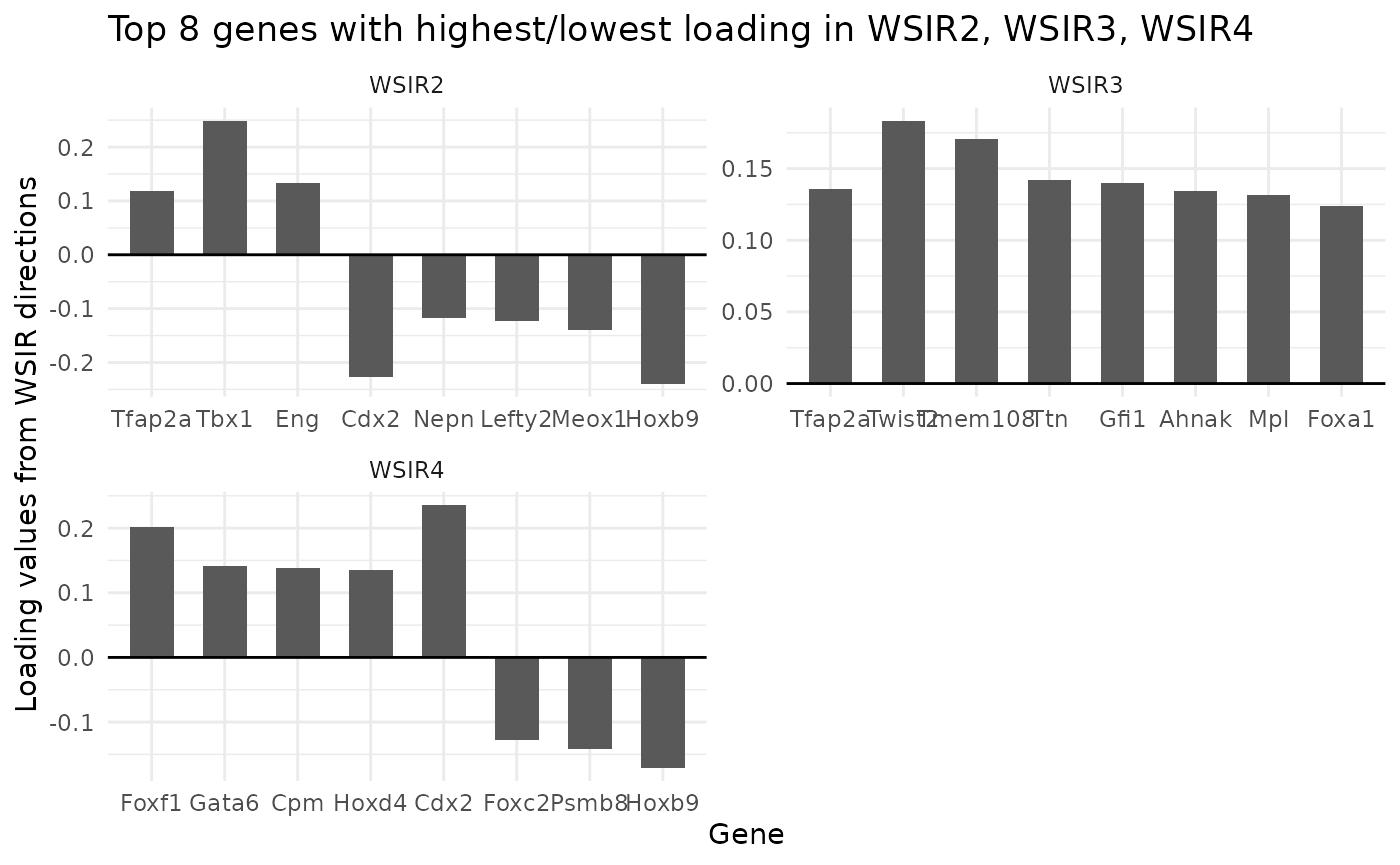 Top 8 genes with highest/lowest loading in WSIR2, WSIR3, WSIR4
Loading values from WSIR directions
WSIR2
0.2
0.1
0.0
-0.1
-0.2
Tfap2a Tbx1 Eng Cdx2 Nepn Lefty2 Meox1 Hoxb9
WSIR3
0.15
0.10
0.05
0.00
Tfap2a Twist2 Tmem108 Ttn Gfi1 Ahnak Mpl Foxa1
WSIR4
0.2
0.1
0.0
-0.1
Foxf1 Gata6 Cpm Hoxd4 Cdx2 Foxc2 Psmb8 Hoxb9
Gene